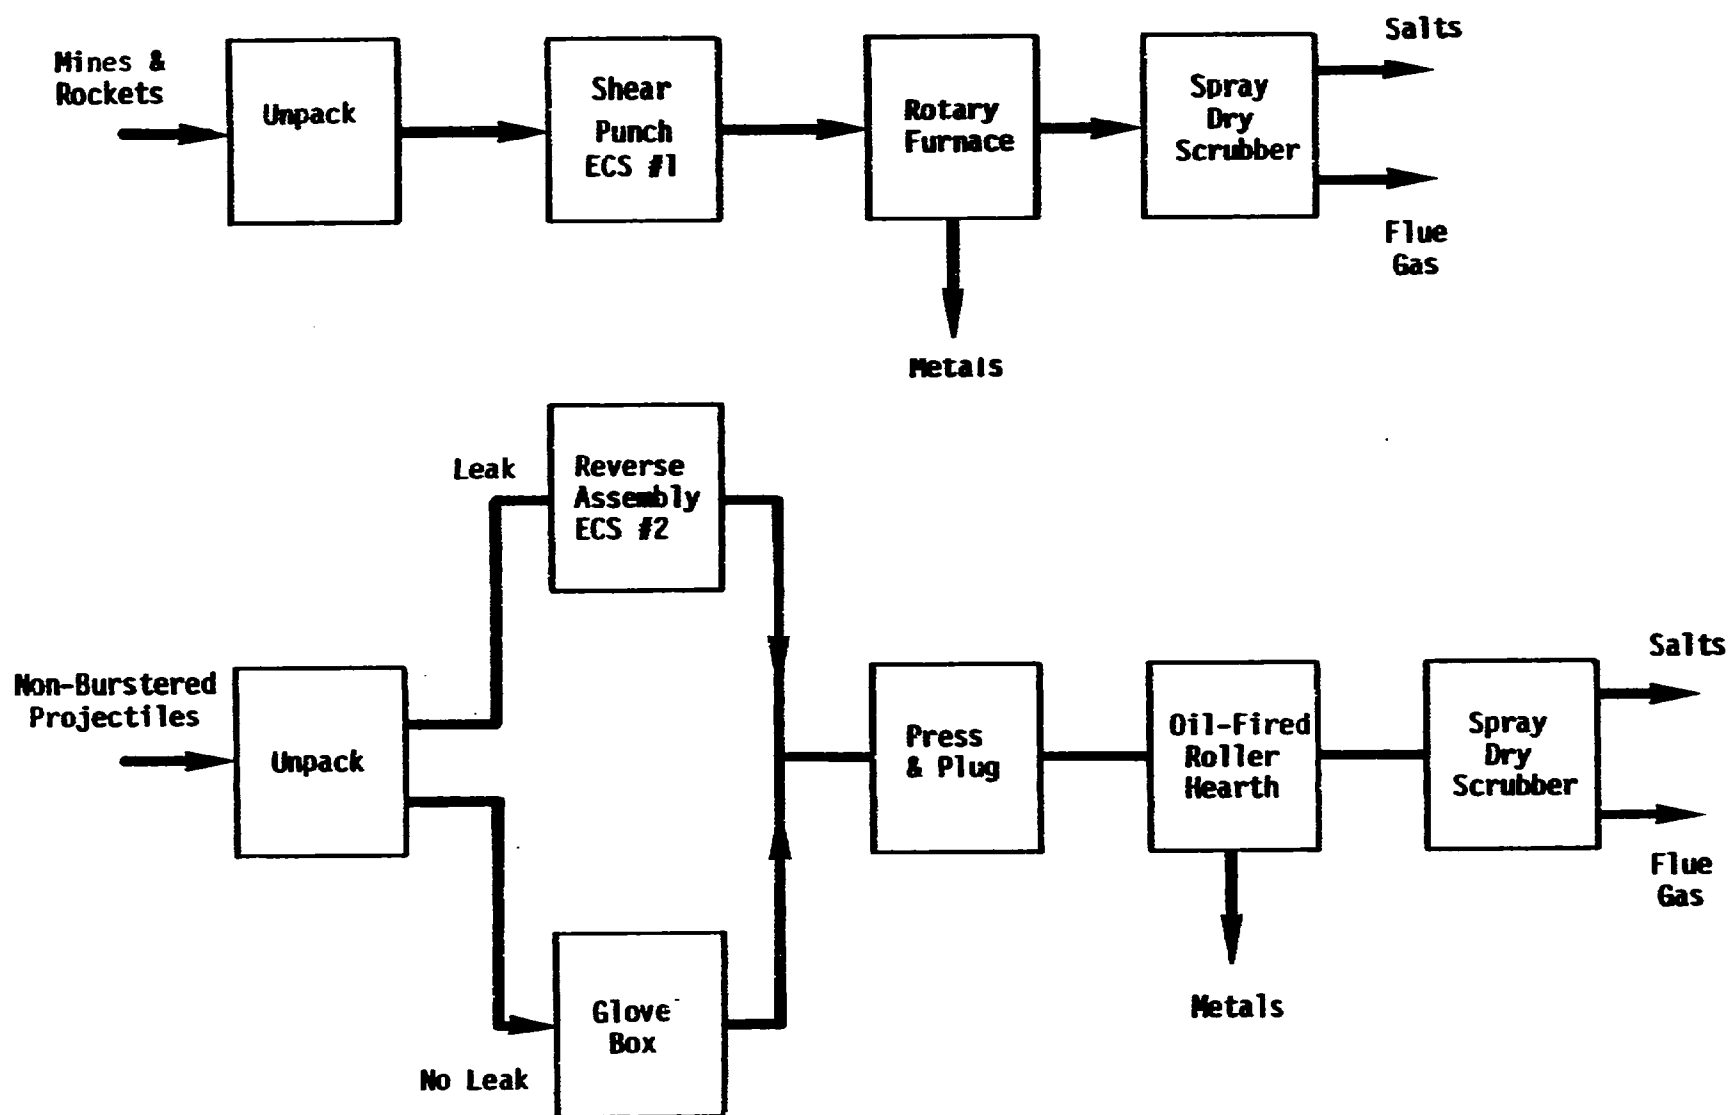 Mines &
Rockets
Unpack
Shear
Punch
ECS #1
Rotary
Furnace
Spray
Dry
Scrubber
Salts
Flue
Gas
Metals
Leak
Reverse
Assembly
ECS #2
Non-Burstered
Projectiles
Unpack
Press
& Plug
Oil-Fired
Roller
Hearth
Spray
Dry
Scrubber
Salts
Flue
Gas
Metals
Glove
Box
No Leak